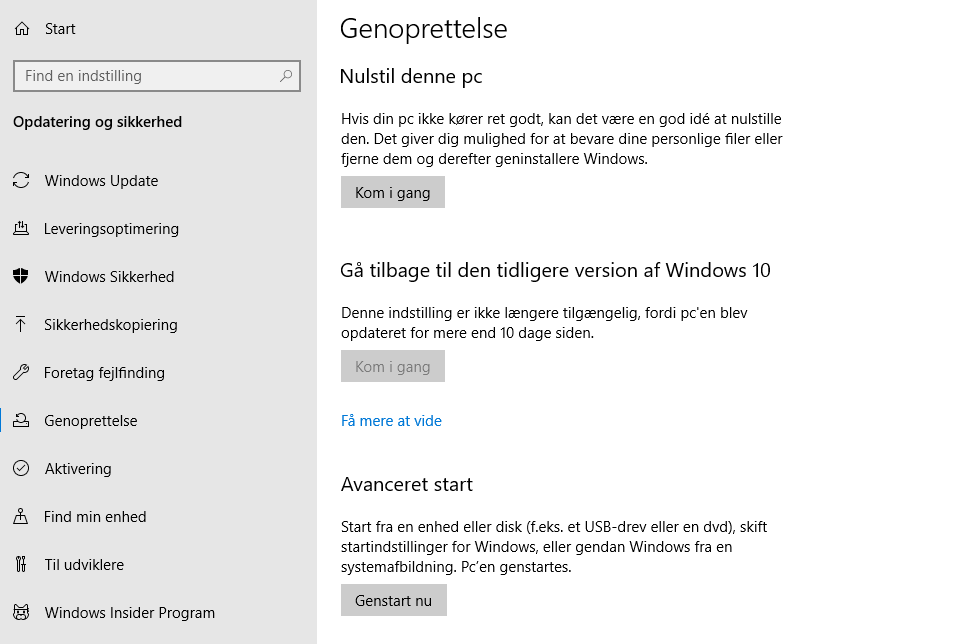 Start
Find en indstilling
Opdatering og sikkerhed
Windows Update
Leveringsoptimering
Windows Sikkerhed
Sikkerhedskopiering
Foretag fejlfinding
Genoprettelse
Aktivering
Find min enhed
Til udviklere
Windows Insider Program
Genoprettelse
Nulstil denne pc
Hvis din pc ikke kører ret godt, kan det være en god idé at nulstille
den. Det giver dig mulighed for at bevare dine personlige filer eller
fjerne dem og derefter geninstallere Windows.
Kom i gang
Gå tilbage til den tidligere version af Windows 10
Denne indstilling er ikke længere tilgængelig, fordi pc'en blev
opdateret for mere end 10 dage siden.
Kom i gang
Få mere at vide
Avanceret start
Start fra en enhed eller disk (f.eks. et USB-drev eller en dvd), skift
startindstillinger for Windows, eller gendan Windows fra en
systemafbildning. Pc'en genstartes.
Genstart nu